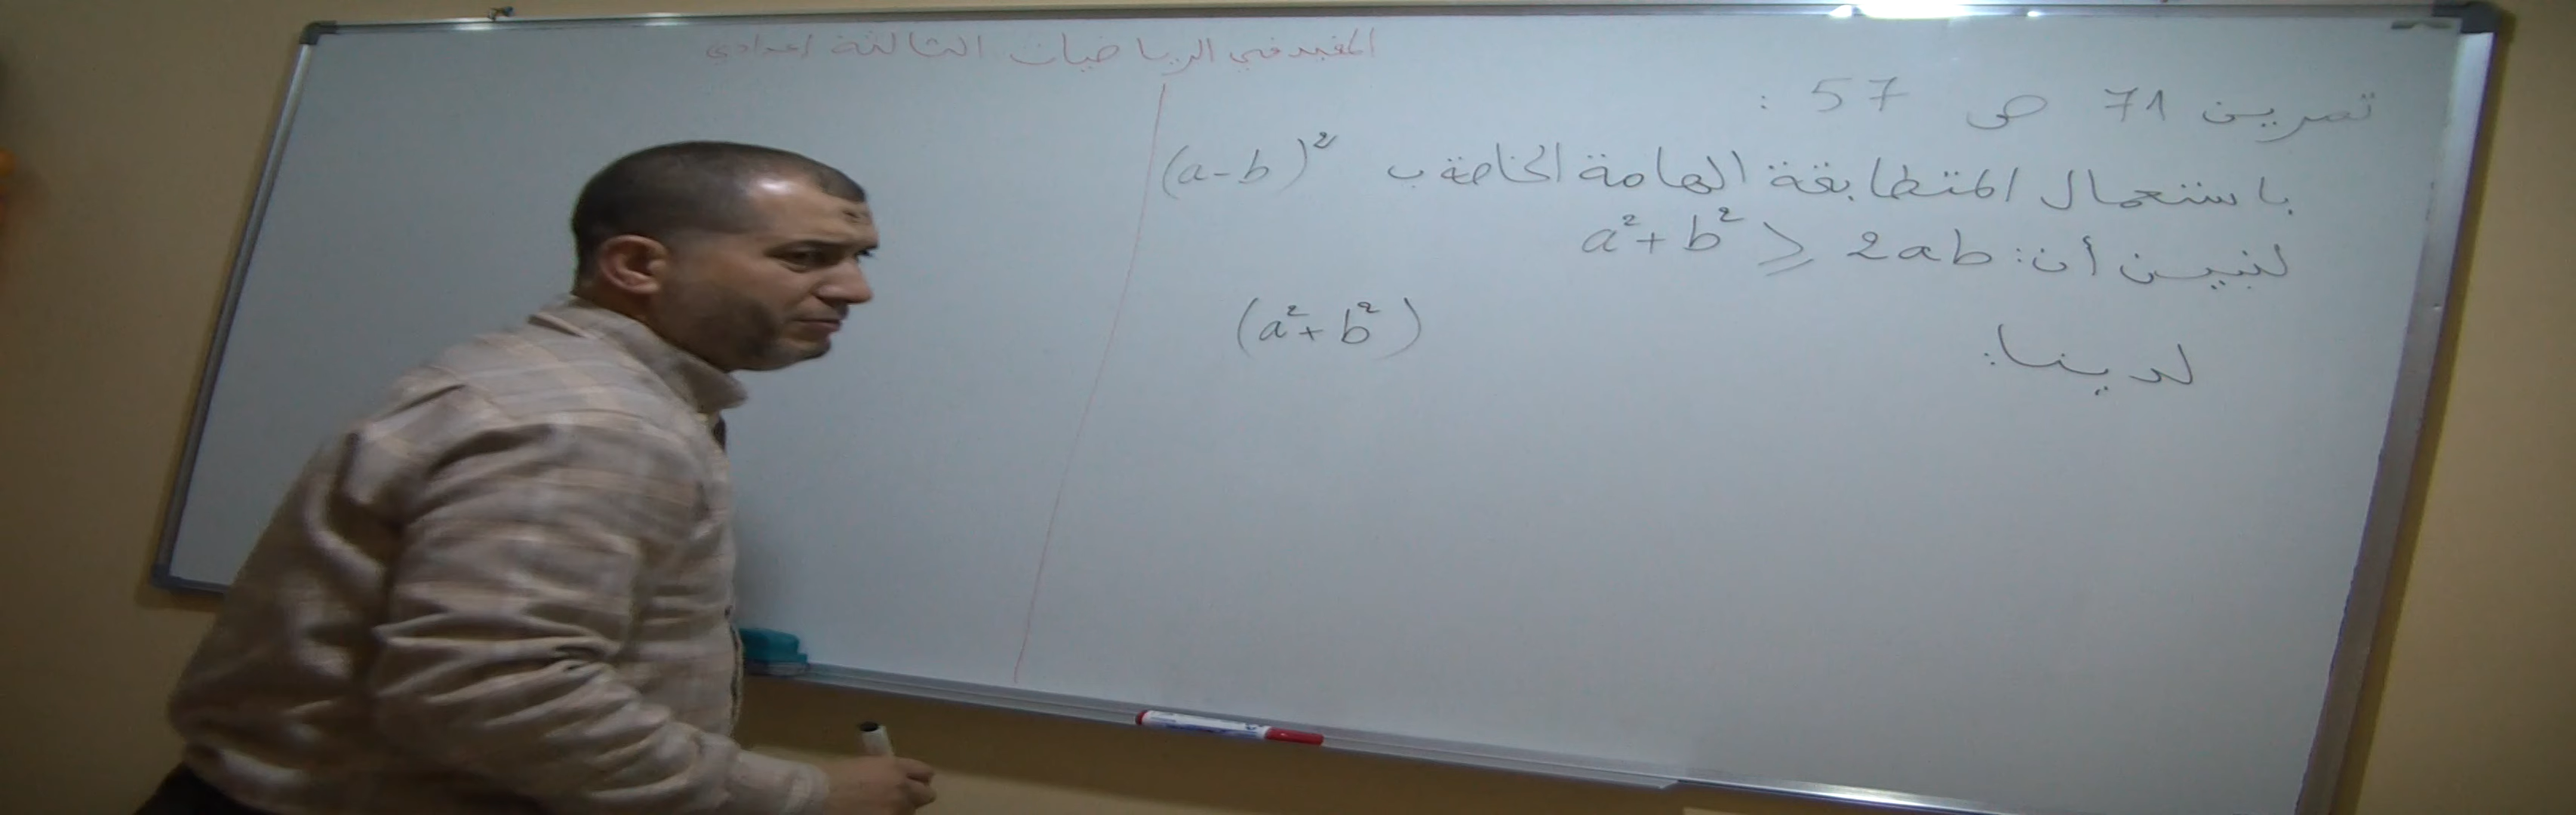 المفيد في الرياضيات الثالثة إعدادي
تمرين 71 ص 57 :
باستعمال المتطابقة الهامة الخاصة ب (a-b)²
لنبين أن: a²+b² ≥ 2ab
لدينا: (a²+b²)